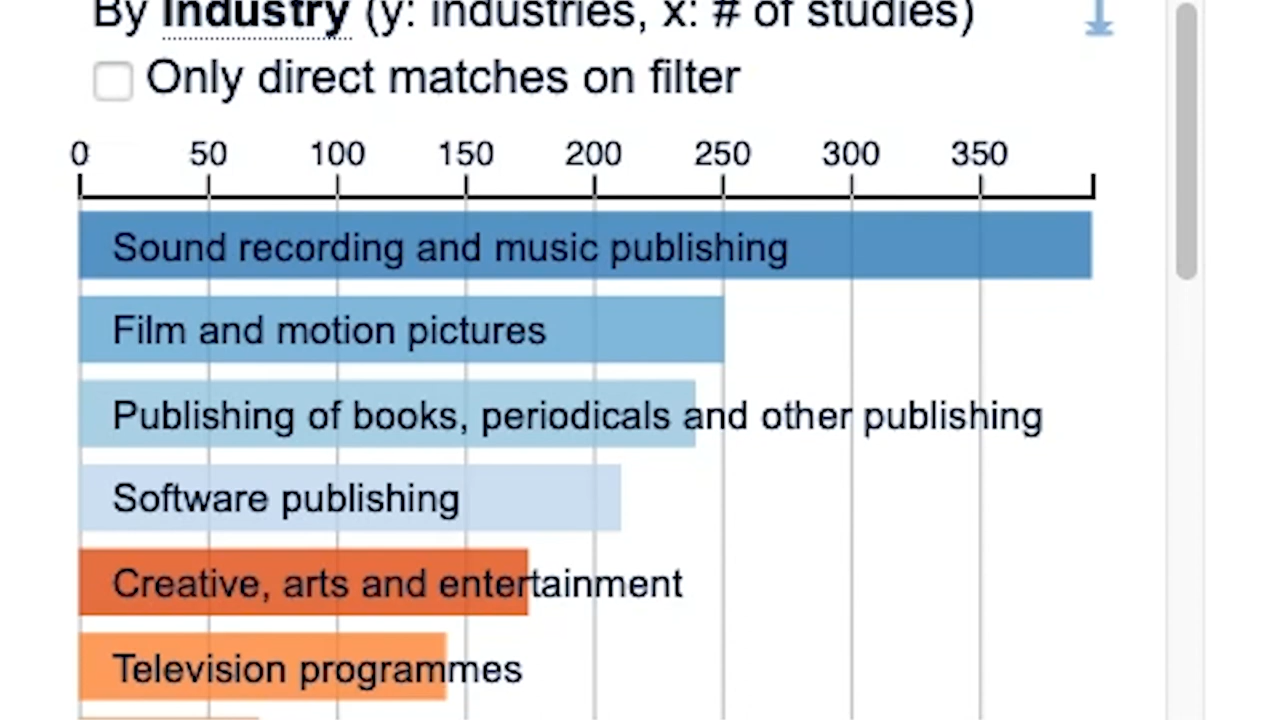 By Industry (y: industries, x: # of studies)
Only direct matches on filter
0 50 100 150 200 250 300 350
Sound recording and music publishing
Film and motion pictures
Publishing of books, periodicals and other publishing
Software publishing
Creative, arts and entertainment
Television programmes